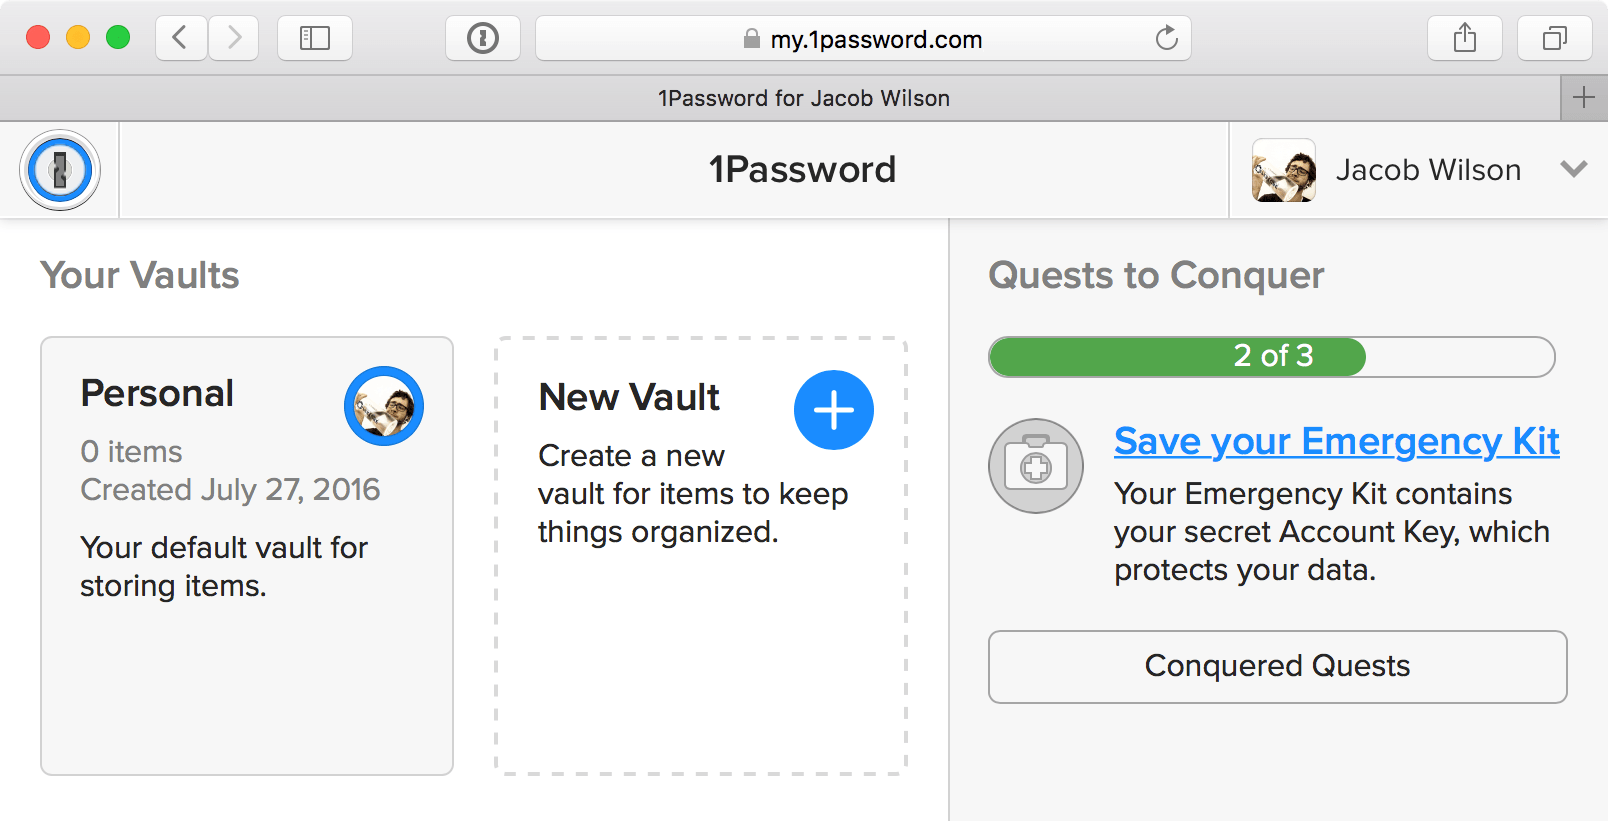 my.1password.com
1Password for Jacob Wilson
1Password
Jacob Wilson
Your Vaults
Personal
0 items
Created July 27, 2016
Your default vault for
storing items.
New Vault
Create a new
vault for items to keep
things organized.
Quests to Conquer
2 of 3
Save your Emergency Kit
Your Emergency Kit contains
your secret Account Key, which
protects your data.
Conquered Quests